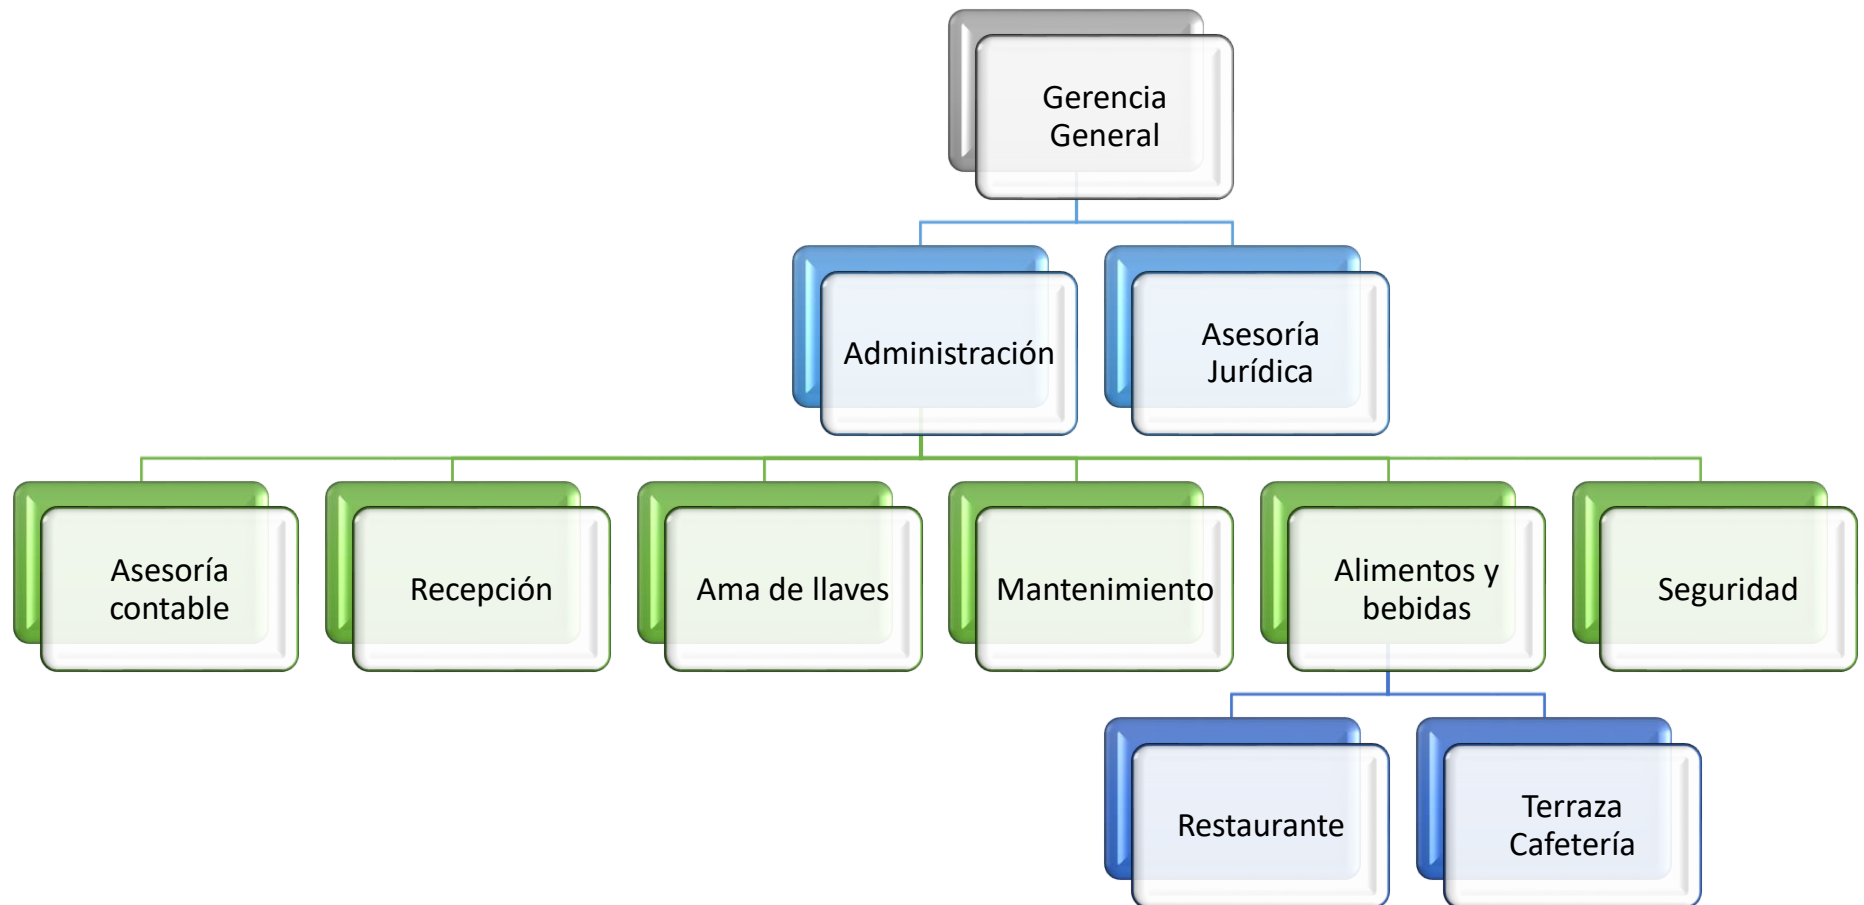 Gerencia
General
Administración
Asesoría
Jurídica
Asesoría
contable
Recepción
Ama de llaves
Mantenimiento
Alimentos y
bebidas
Seguridad
Restaurante
Terraza
Cafetería